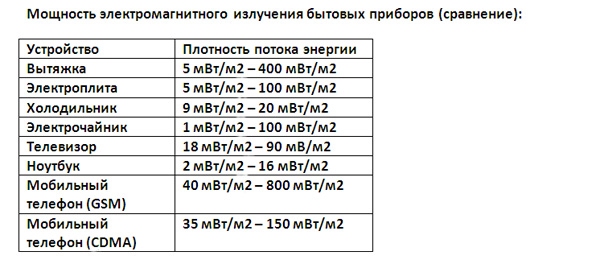 Мощность электромагнитного излучения бытовых приборов (сравнение):
Устройство Плотность потока энергии
Вытяжка 5 мВт/м2 – 400 мВт/м2
Электроплита 5 мВт/м2 – 100 мВт/м2
Холодильник 9 мВт/м2 – 20 мВт/м2
Электрочайник 1 мВт/м2 – 100 мВт/м2
Телевизор 18 мВт/м2 – 90 мВ/м2
Ноутбук 2 мВт/м2 – 16 мВт/м2
Мобильный 40 мВт/м2 – 800 мВт/м2
телефон (GSM)
Мобильный 35 мВт/м2 – 150 мВт/м2
телефон (CDMA)